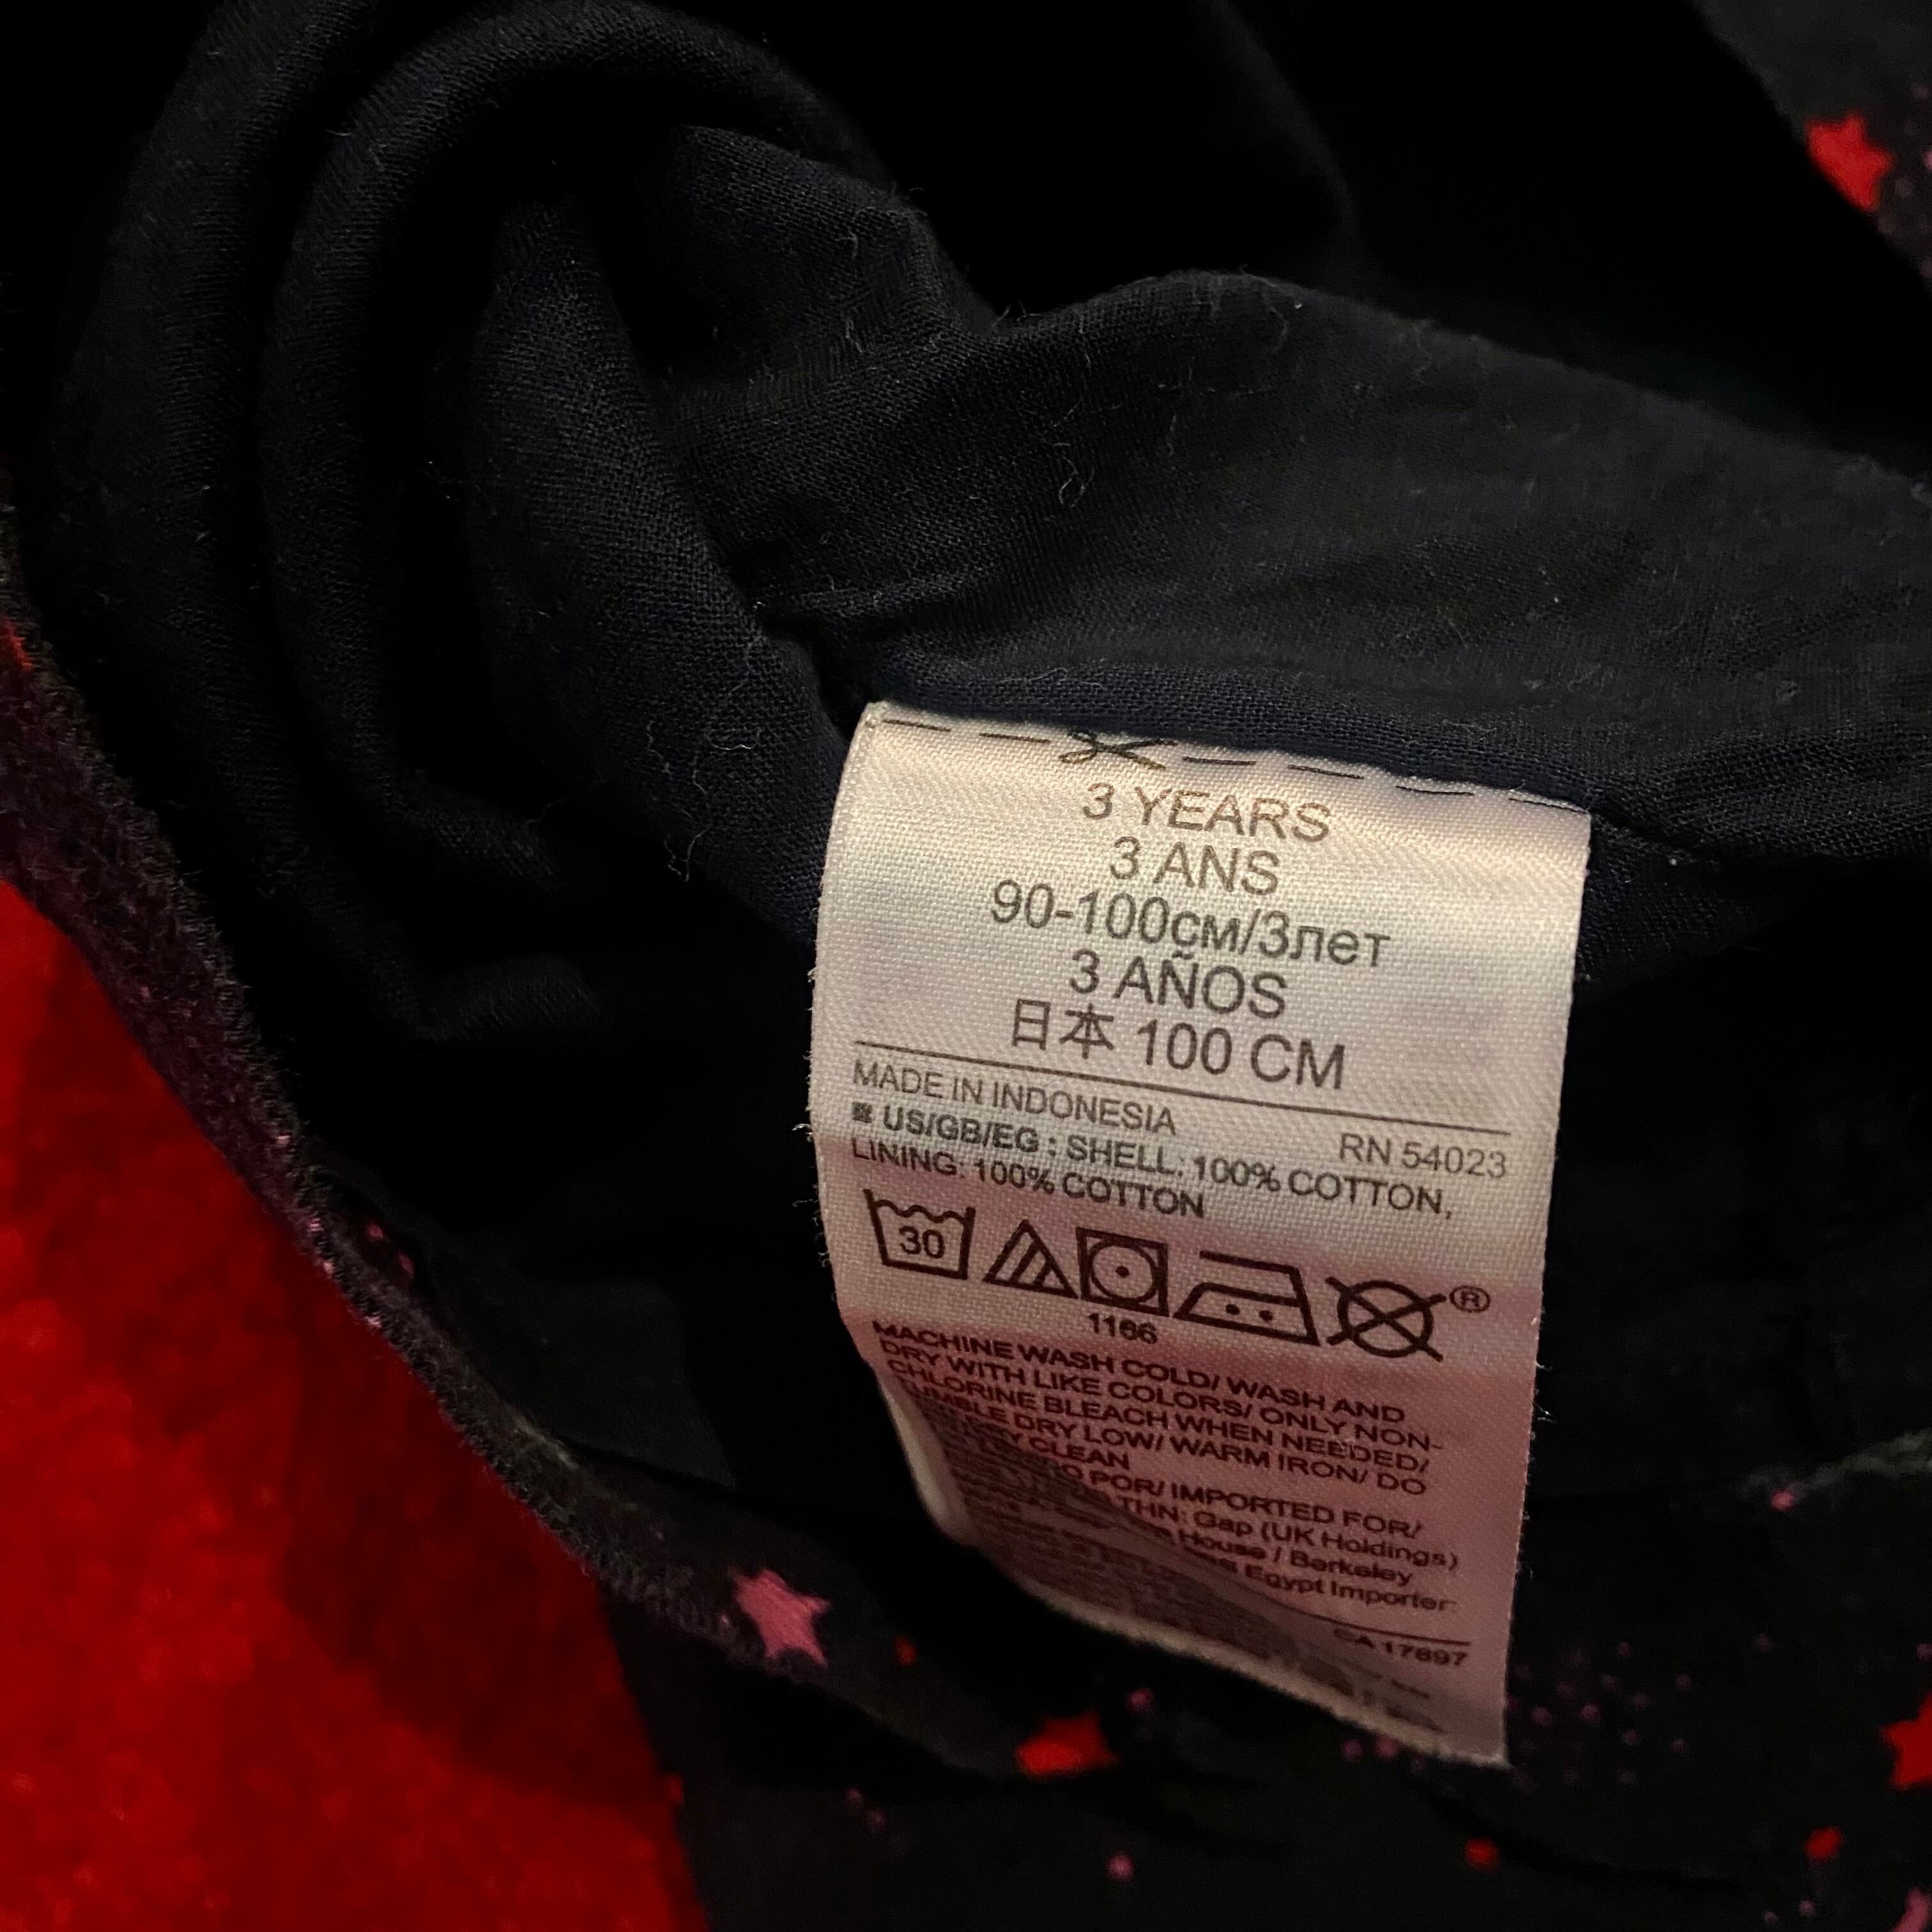 3 YEARS
3 ANS
90-100см/3лет
3 AÑOS
日本 100 CM
MADE IN INDONESIA
RN 54023
US/GB/EG : SHELL: 100% COTTON,
LINING: 100% COTTON
30
®
1166
MACHINE WASH COLD/ WASH AND
DRY WITH LIKE COLORS/ ONLY NON-
CHLORINE BLEACH WHEN NEEDED/
TUMBLE DRY LOW/ WARM IRON/ DO
CLEAN
POR/ IMPORTED FOR/
Gap (UK Holdings)
House / Berkeley
Egypt Importer:
CA 17897